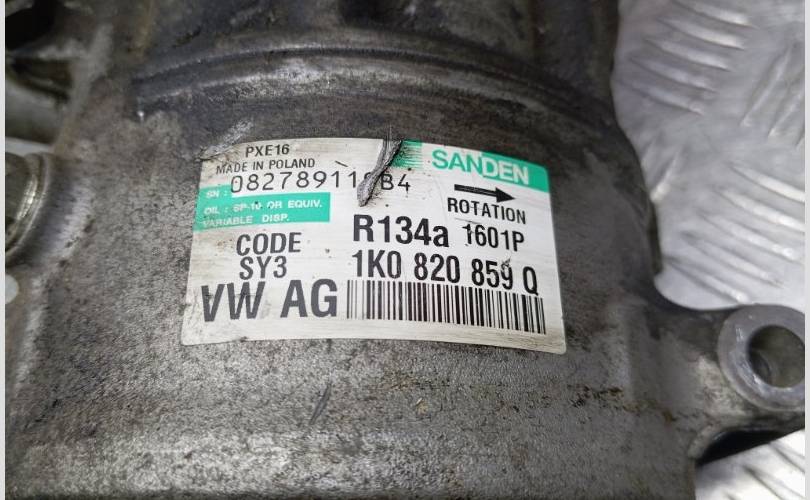 PXE16
MADE IN POLAND
SANDEN
SN :
OIL : SP-10 OR EQUIV.
VARIABLE DISP.
ROTATION
CODE
SY3
R134a 1601P
1K0 820 859 Q
VW AG